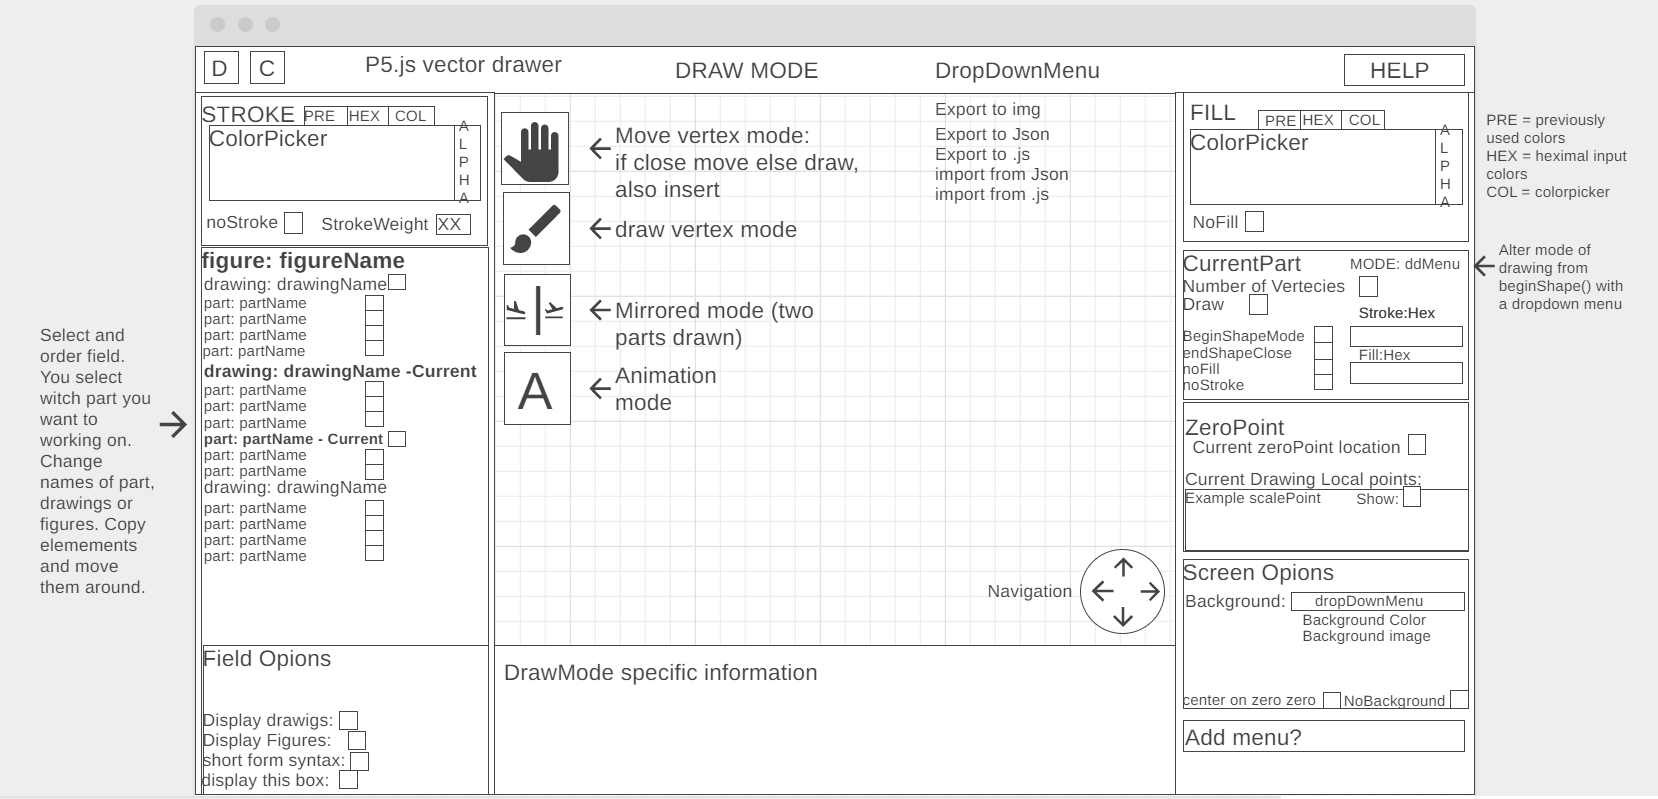 D C P5.js vector drawer DRAW MODE DropDownMenu HELP
STROKE PRE HEX COL
ColorPicker
A
L
P
H
A
noStroke StrokeWeight XX
figure: figureName
drawing: drawingName
part: partName
part: partName
part: partName
part: partName
drawing: drawingName -Current
part: partName
part: partName
part: partName
part: partName - Current
part: partName
part: partName
drawing: drawingName
part: partName
part: partName
part: partName
part: partName
Field Opions
Display drawigs:
Display Figures:
short form syntax:
display this box:
Select and
order field.
You select
witch part you
want to
working on.
Change
names of part,
drawings or
figures. Copy
elemements
and move
them around.
Move vertex mode:
if close move else draw,
also insert
draw vertex mode
Mirrored mode (two
parts drawn)
A
Animation
mode
Export to img
Export to Json
Export to .js
import from Json
import from .js
Navigation
DrawMode specific information
FILL PRE HEX COL
ColorPicker
A
L
P
H
A
NoFill
CurrentPart MODE: ddMenu
Number of Vertecies
Draw
Stroke:Hex
BeginShapeMode
endShapeClose
Fill:Hex
noFill
noStroke
ZeroPoint
Current zeroPoint location
Current Drawing Local points:
Example scalePoint Show:
Screen Opions
Background: dropDownMenu
Background Color
Background image
center on zero zero NoBackground
Add menu?
PRE = previously
used colors
HEX = heximal input
colors
COL = colorpicker
Alter mode of
drawing from
beginShape() with
a dropdown menu